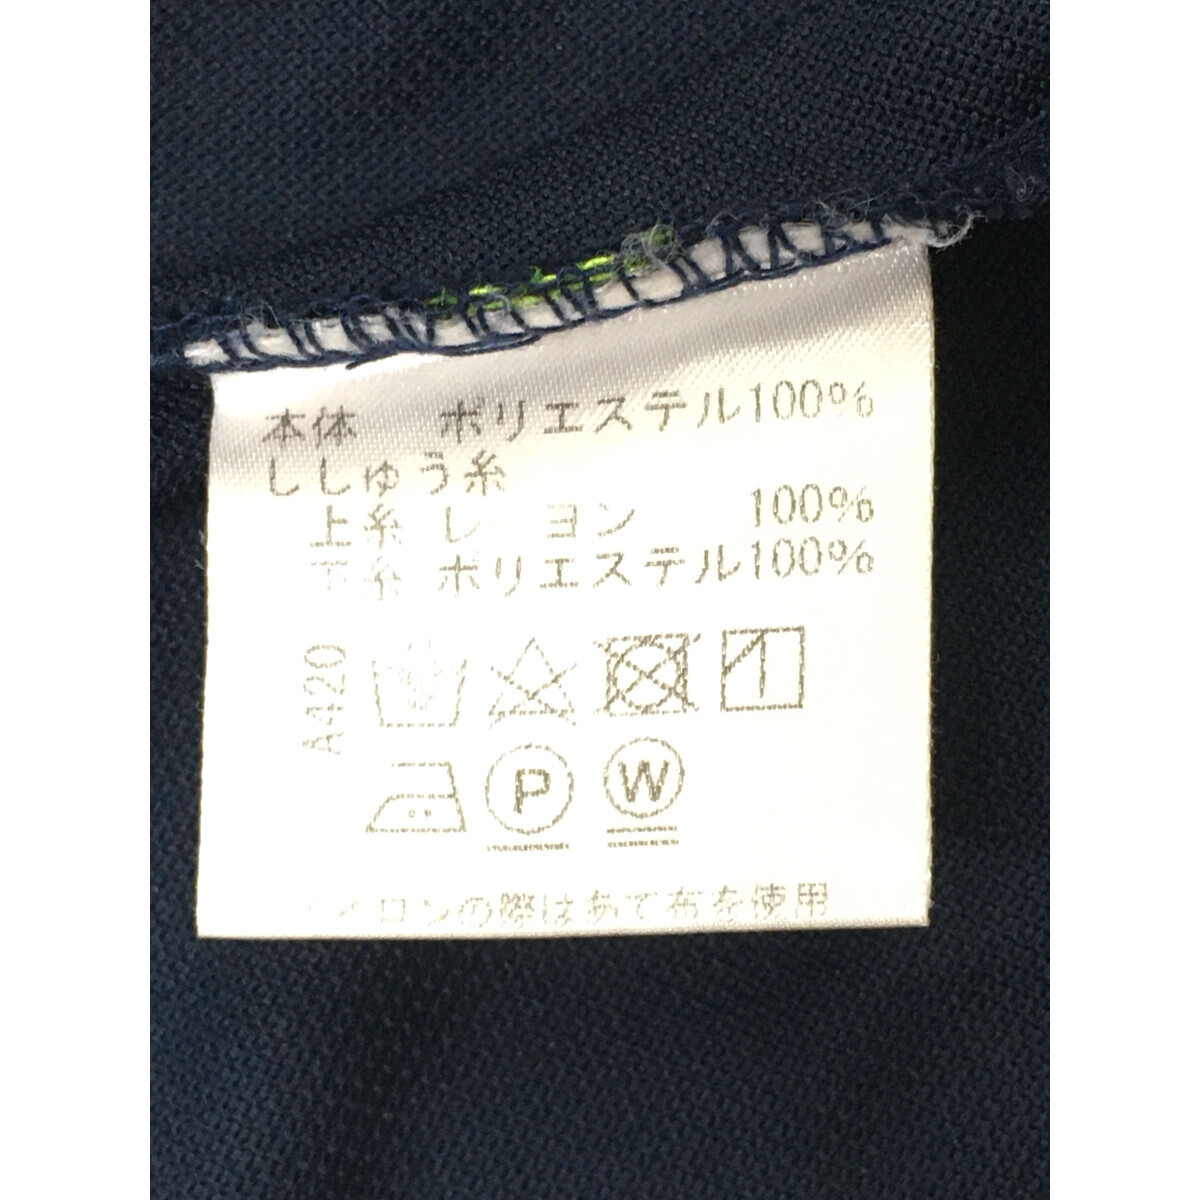 本体 ポリエステル100%
ししゅう糸
上糸 レーヨン 100%
下糸 ポリエステル100%
A420
P
W
イロンの際はあて布を使用